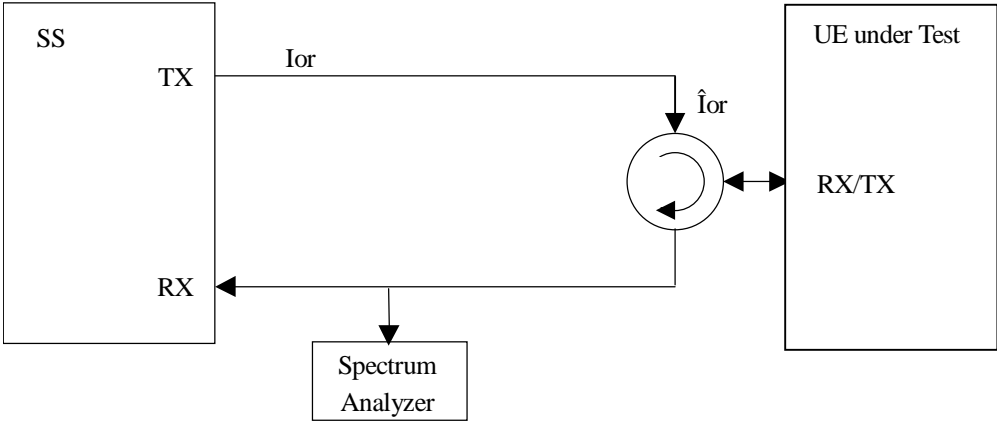 SS
TX
Ior
Îor
UE under Test
RX/TX
RX
Spectrum
Analyzer